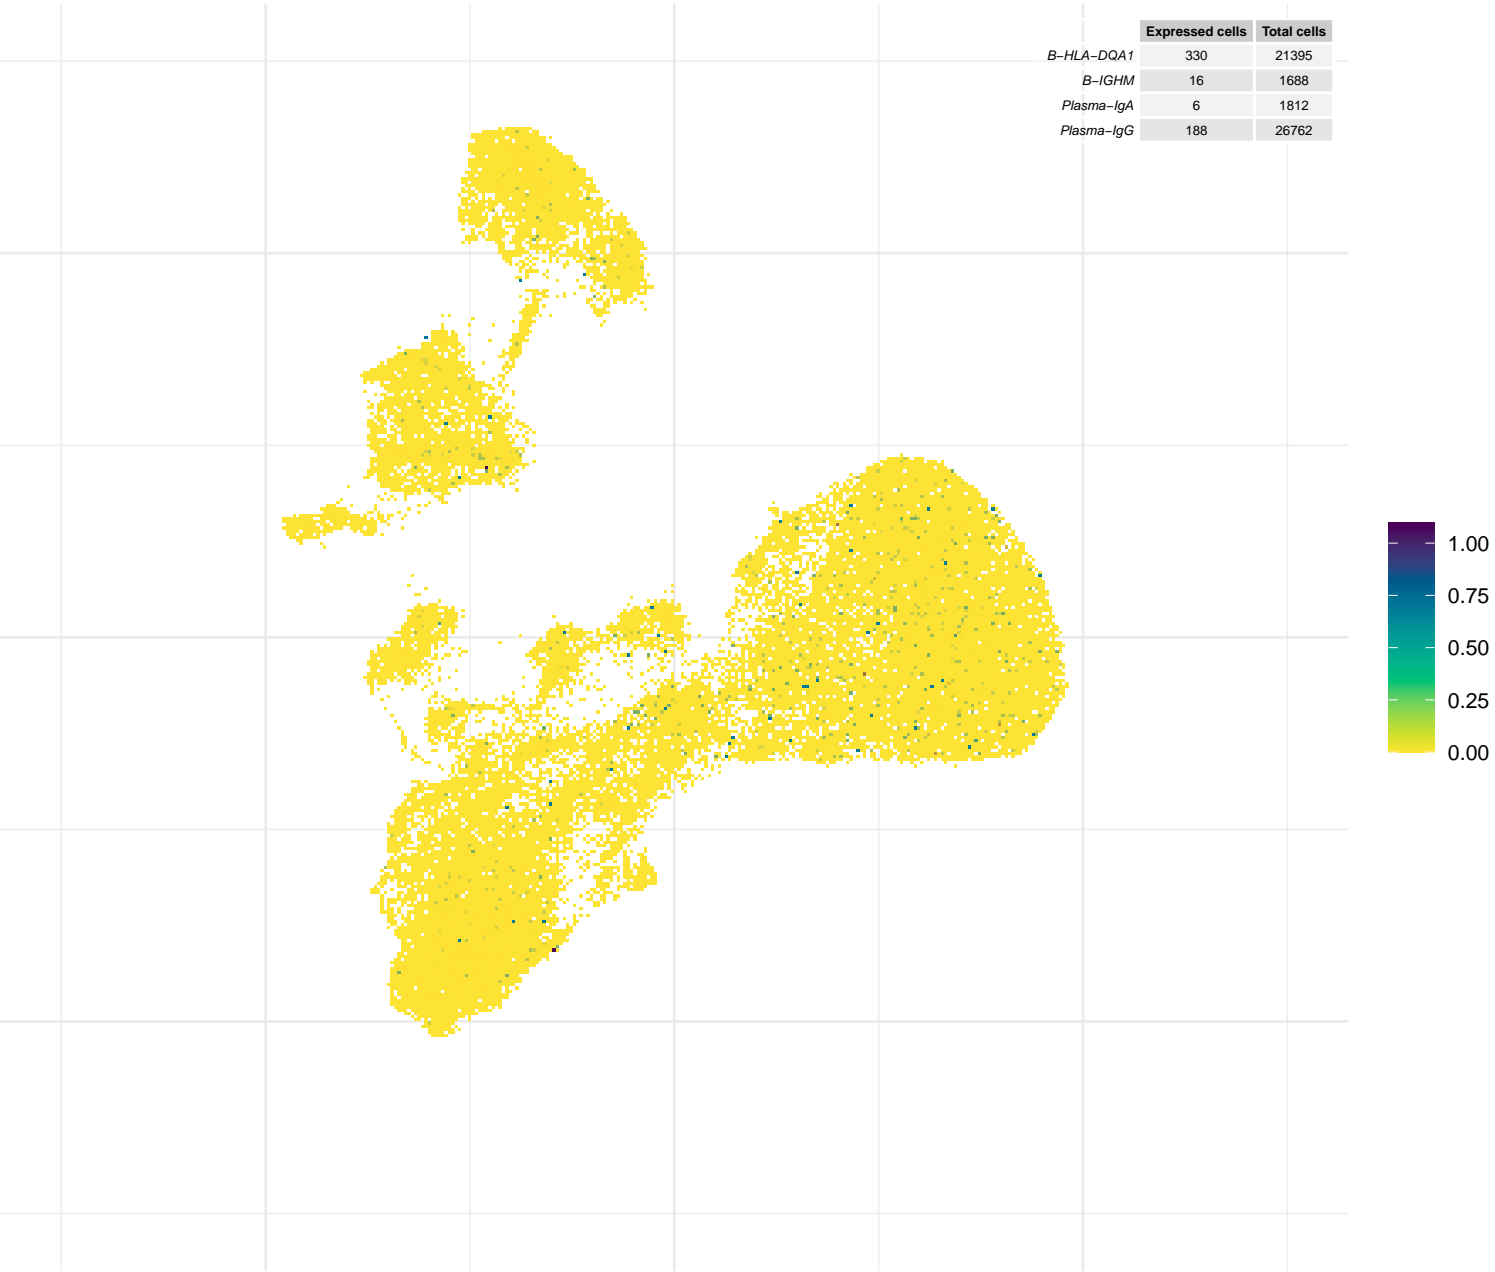 Expressed cells Total cells
B-HLA-DQA1 330 21395
B-IGHM 16 1688
Plasma-IgA 6 1812
Plasma-IgG 188 26762
1.00
0.75
0.50
0.25
0.00